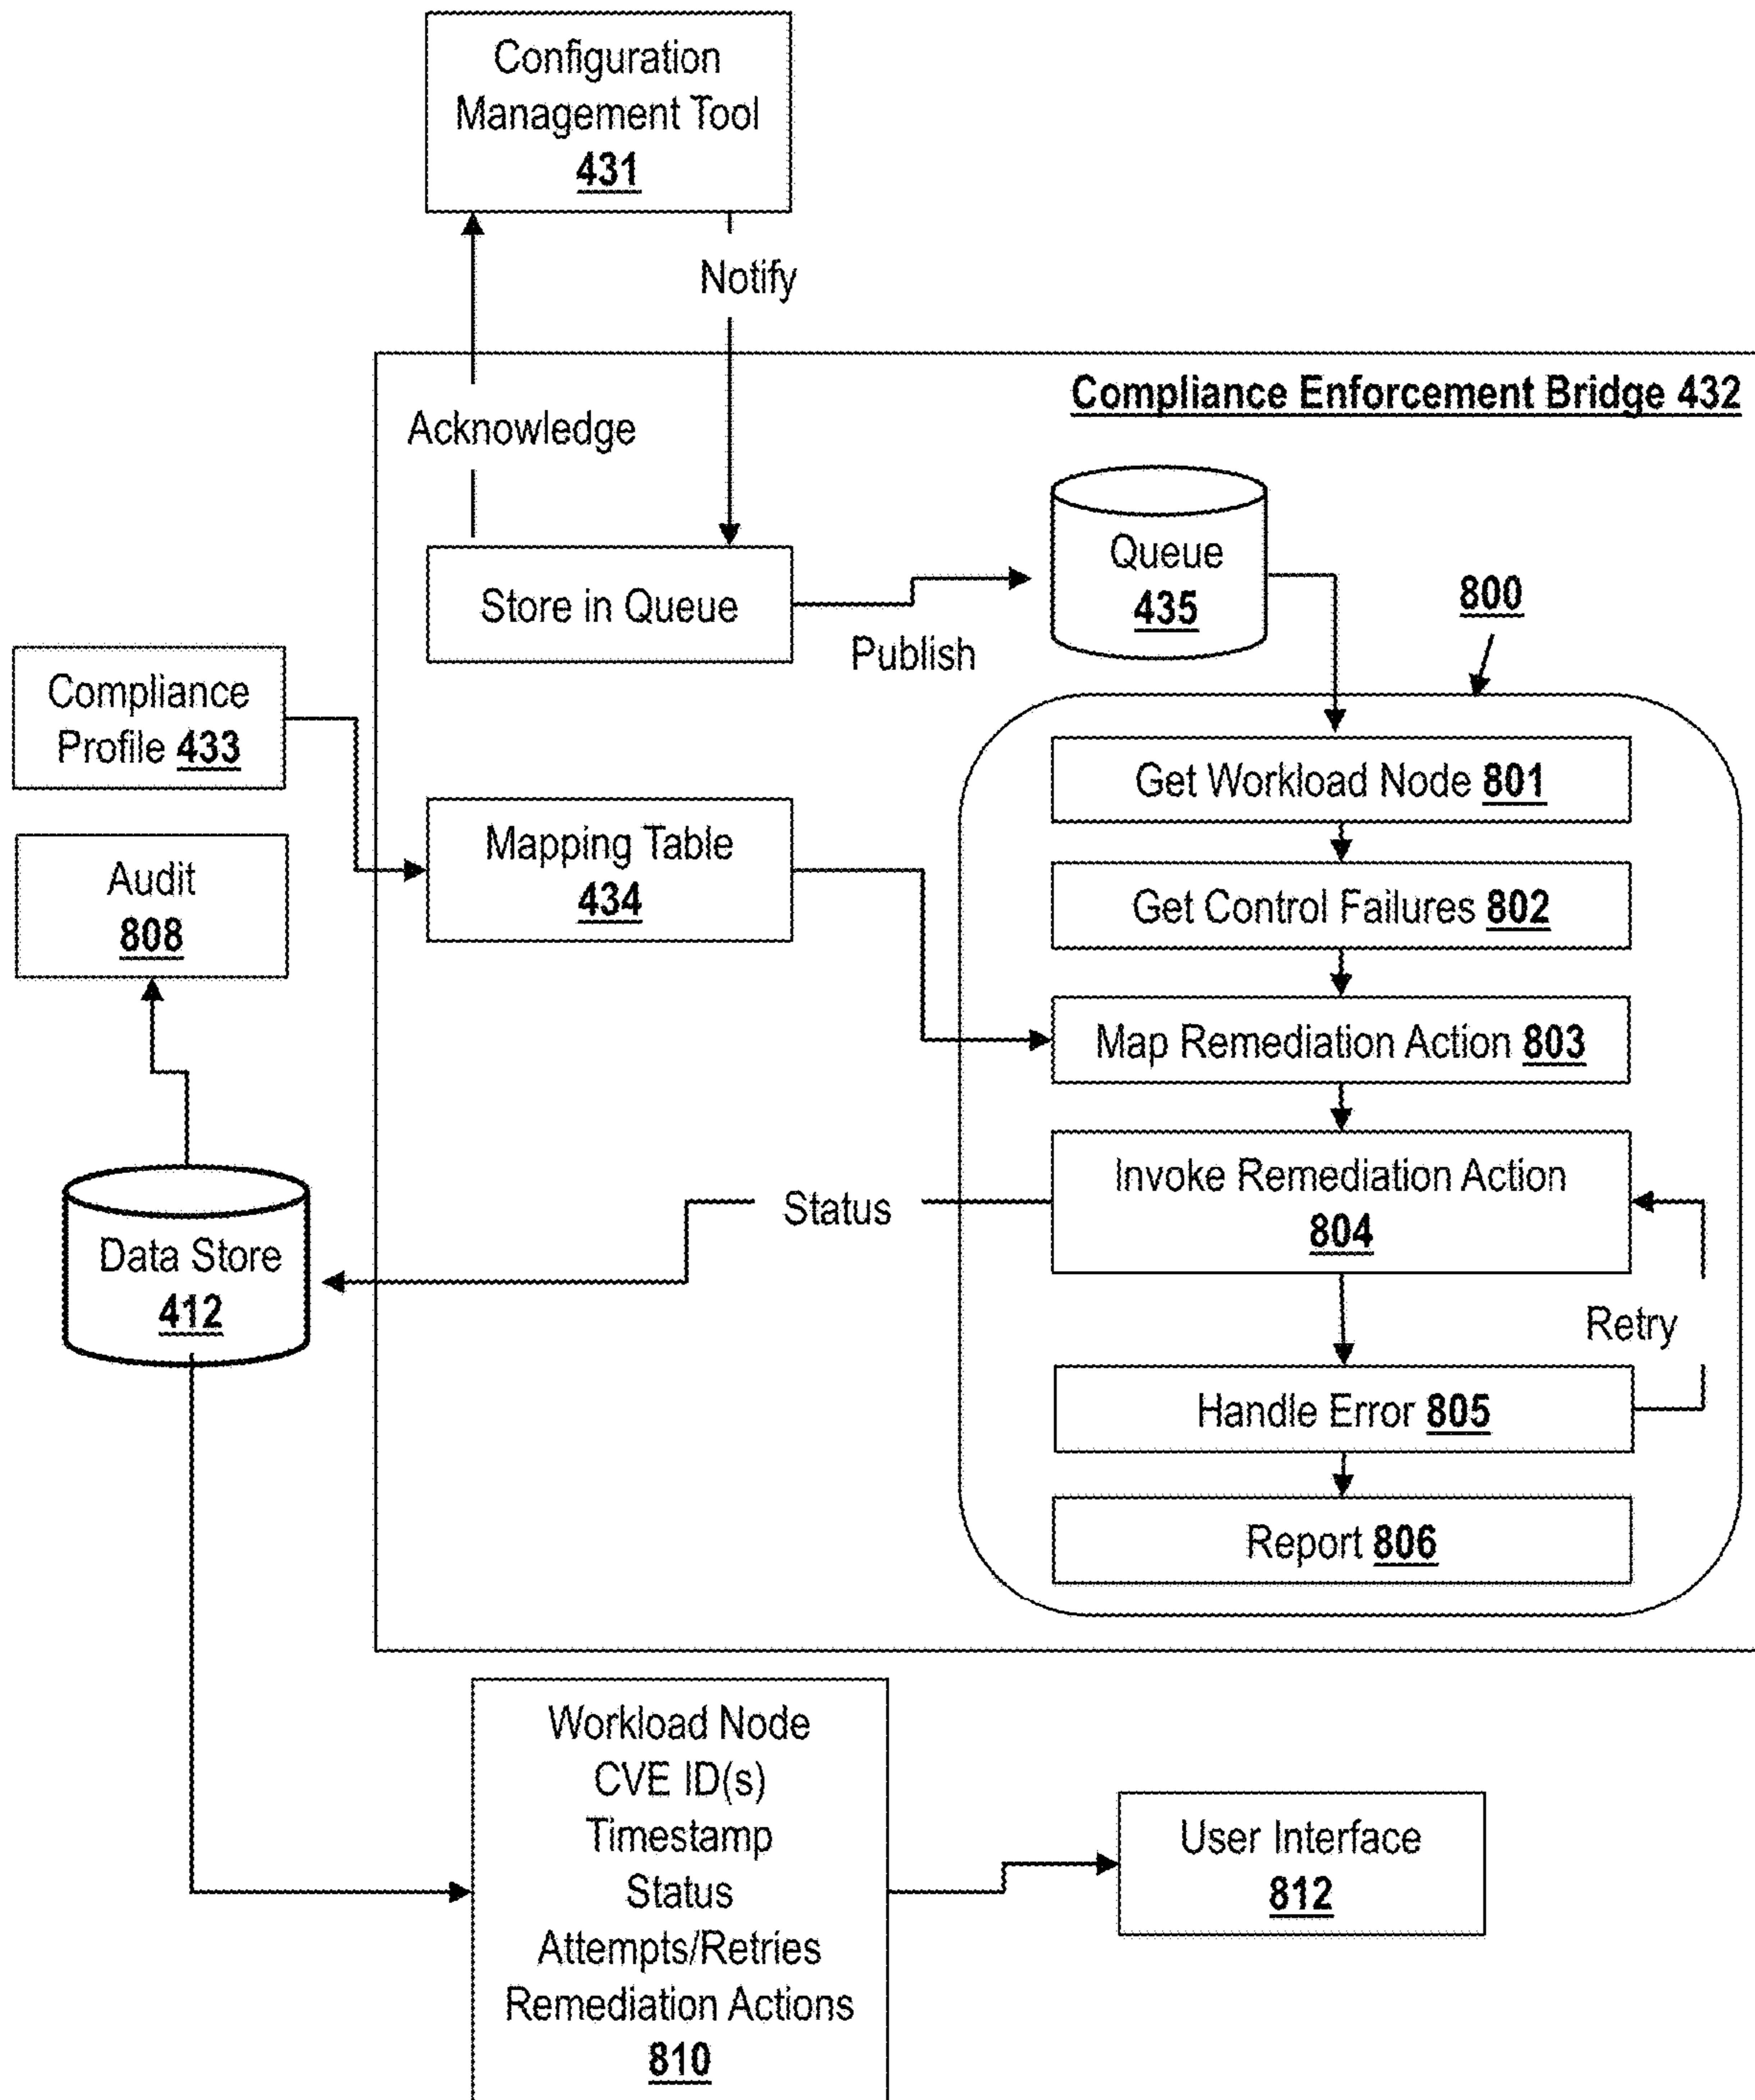 Configuration
Management Tool
431
Notify
Compliance Enforcement Bridge 432
Acknowledge
Queue
435
Store in Queue
Publish
800
Compliance
Profile 433
Get Workload Node 801
Mapping Table
434
Audit
808
Get Control Failures 802
Map Remediation Action 803
Invoke Remediation Action
804
Status
Data Store
412
Retry
Handle Error 805
Report 806
Workload Node
CVE ID(s)
Timestamp
Status
Attempts/Retries
Remediation Actions
810
User Interface
812